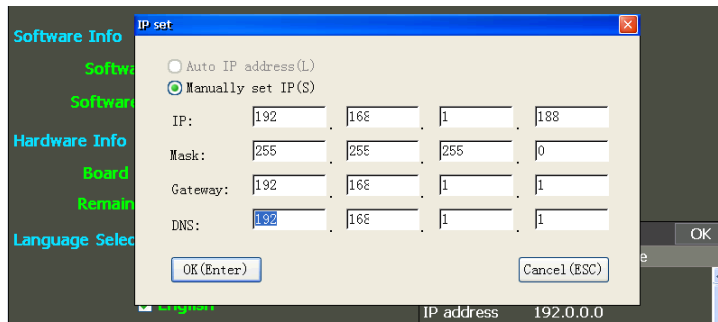 IP set
Software Info
Auto IP address(L)
Manually set IP(S)
Softwa
Software
IP: 192 . 168 . 1 . 188
Hardware Info
Mask: 255 . 255 . 255 . 0
Board
Gateway: 192 . 168 . 1 . 1
Remain
DNS: 192 . 168 . 1 . 1
Language Selec
OK
e
OK(Enter) Cancel(ESC)
English
IP address 192.0.0.0